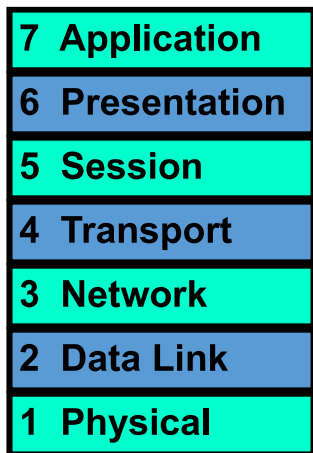 7 Application
6 Presentation
5 Session
4 Transport
3 Network
2 Data Link
1 Physical